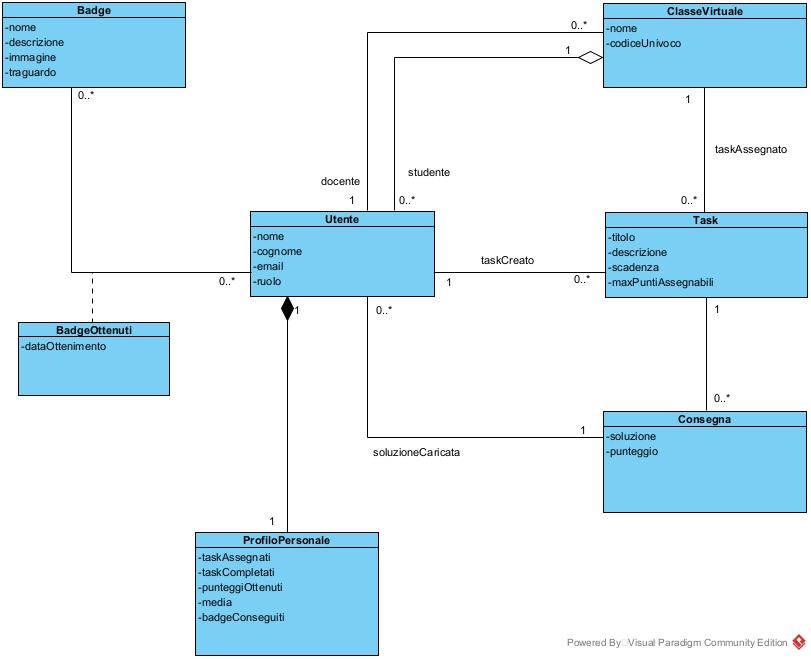 Badge
-nome
-descrizione
-immagine
-traguardo
0..*
ClasseVirtuale
-nome
-codiceUnivoco
0..*
1
1
taskAssegnato
0..*
docente
1
studente
0..*
Utente
-nome
-cognome
-email
-ruolo
0..*
1
taskCreato
0..*
Task
-titolo
-descrizione
-scadenza
-maxPuntiAssegnabili
1
0..*
BadgeOttenuti
-dataOttenimento
1
0..*
1
soluzioneCaricata
Consegna
-soluzione
-punteggio
1
ProfiloPersonale
-taskAssegnati
-taskCompletati
-punteggiOttenuti
-media
-badgeConseguiti
Powered By Visual Paradigm Community Edition